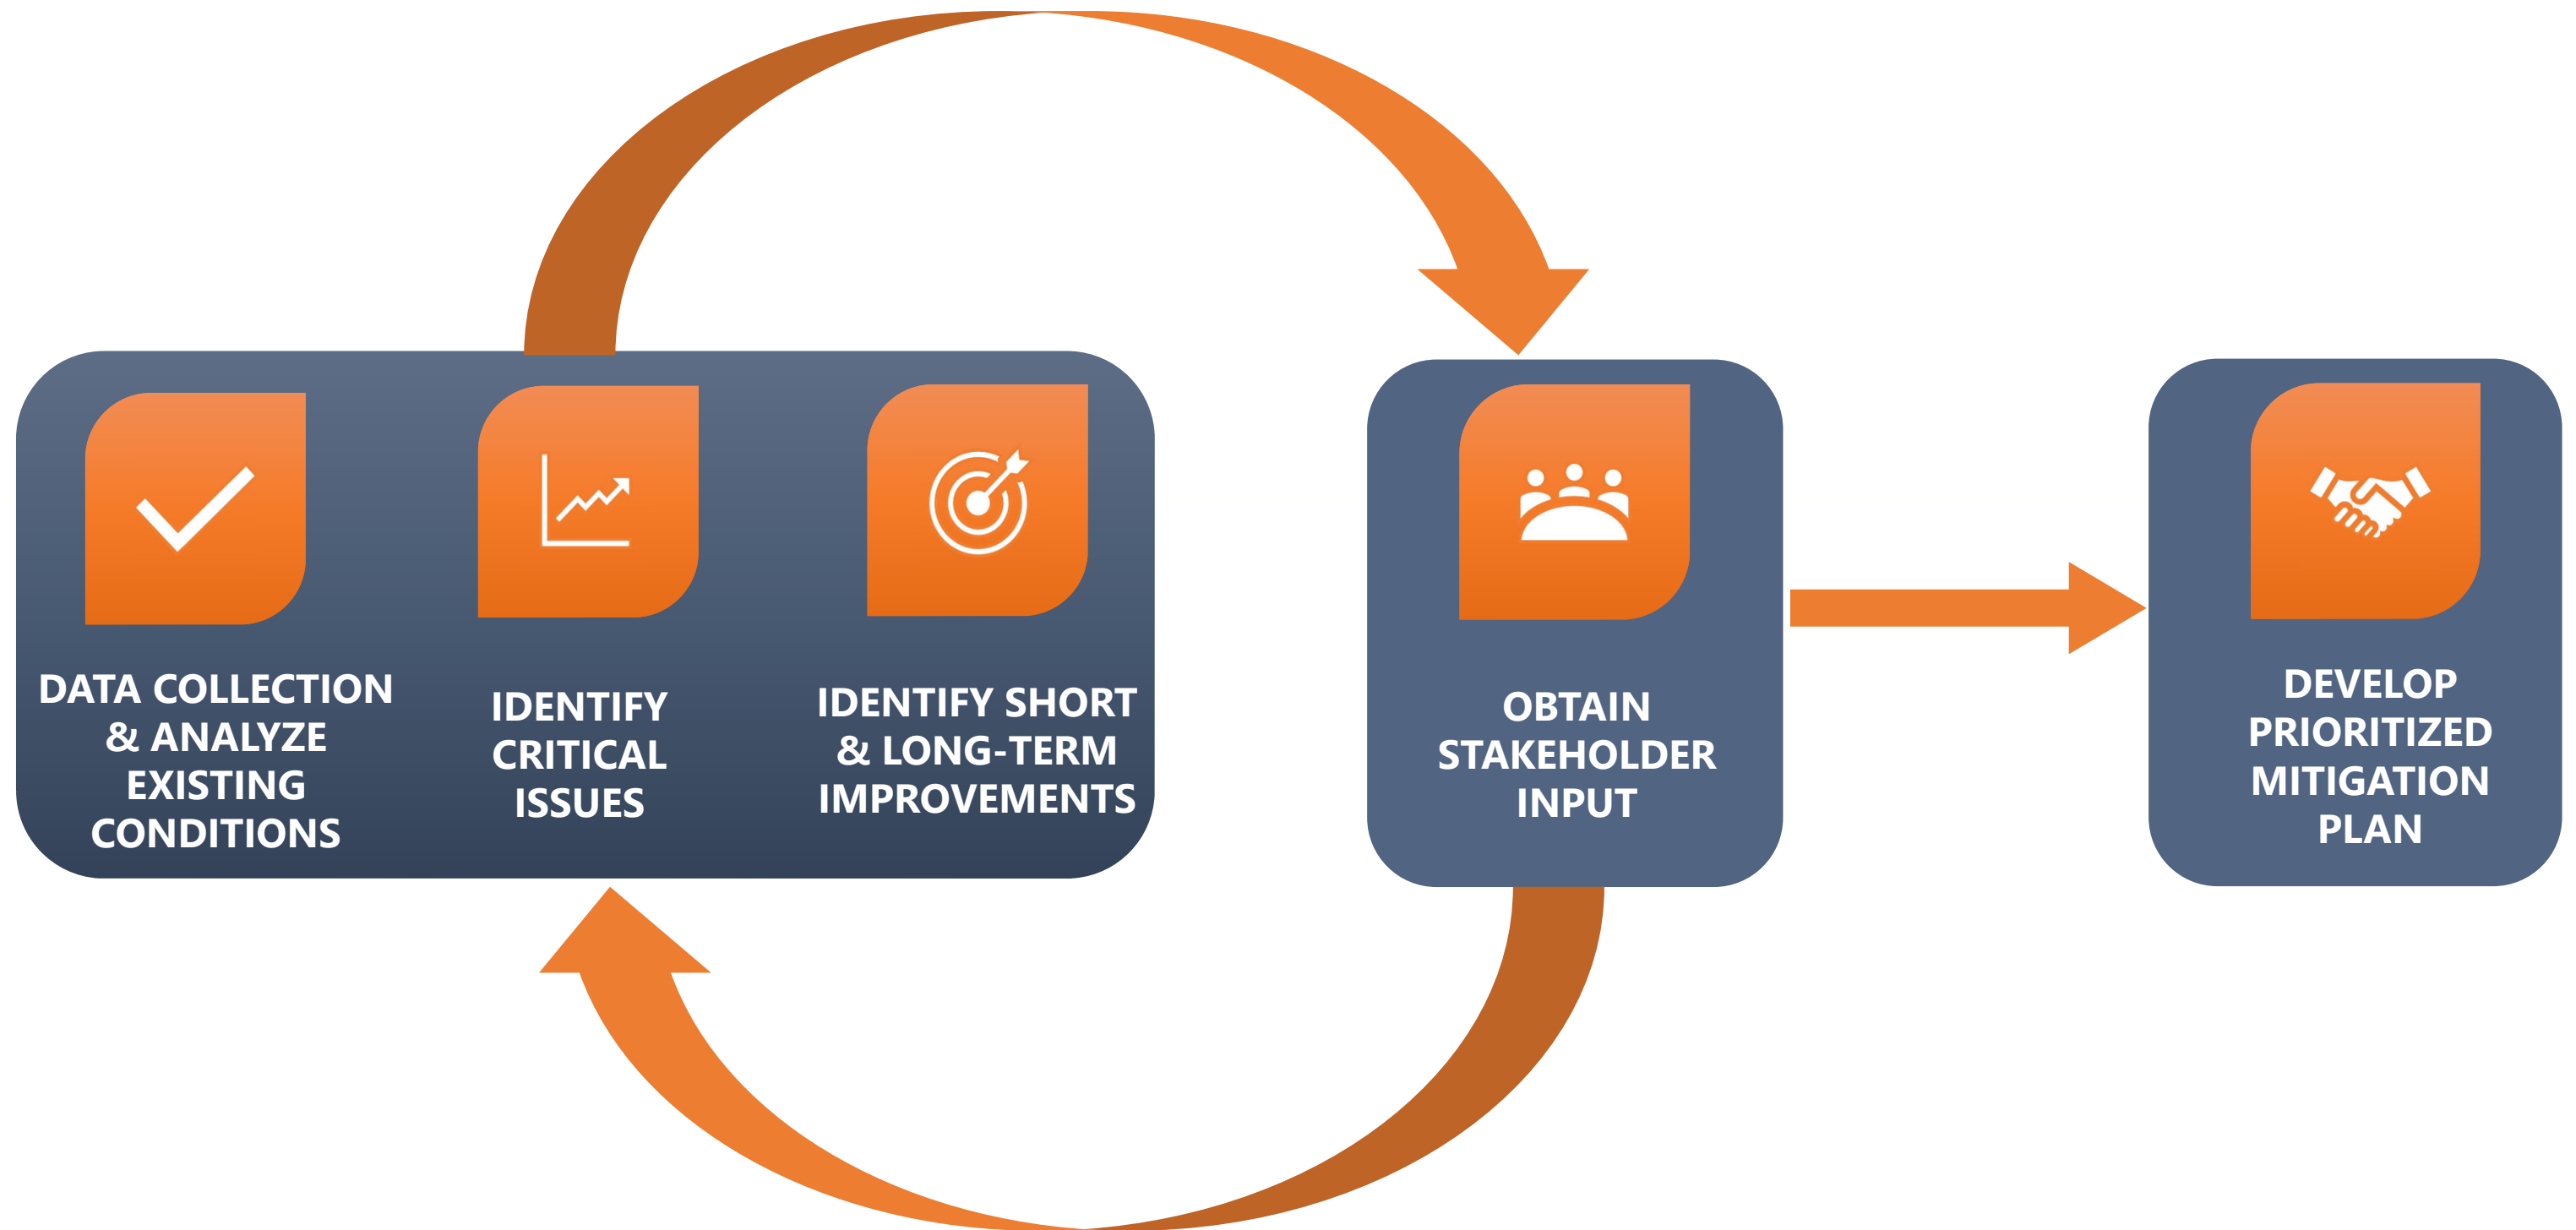 DATA COLLECTION
& ANALYZE
EXISTING
CONDITIONS
IDENTIFY
CRITICAL
ISSUES
IDENTIFY SHORT
& LONG-TERM
IMPROVEMENTS
OBTAIN
STAKEHOLDER
INPUT
DEVELOP
PRIORITIZED
MITIGATION
PLAN